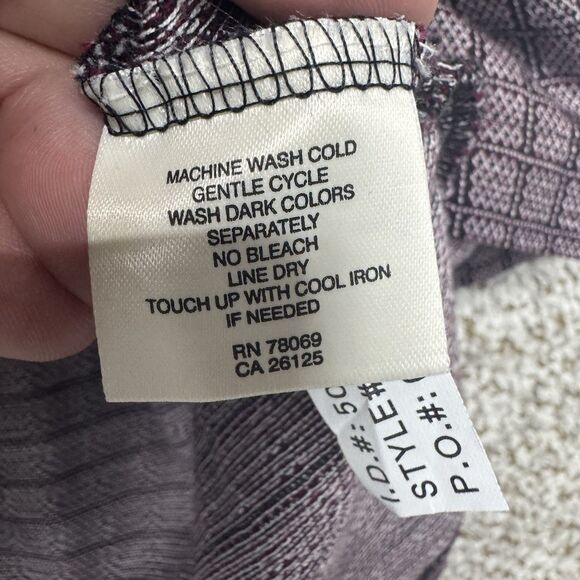 MACHINE WASH COLD
GENTLE CYCLE
WASH DARK COLORS
SEPARATELY
NO BLEACH
LINE DRY
TOUCH UP WITH COOL IRON
IF NEEDED
RN 78069
CA 26125
I.D.#: 50
STYLE#
P.O.#: